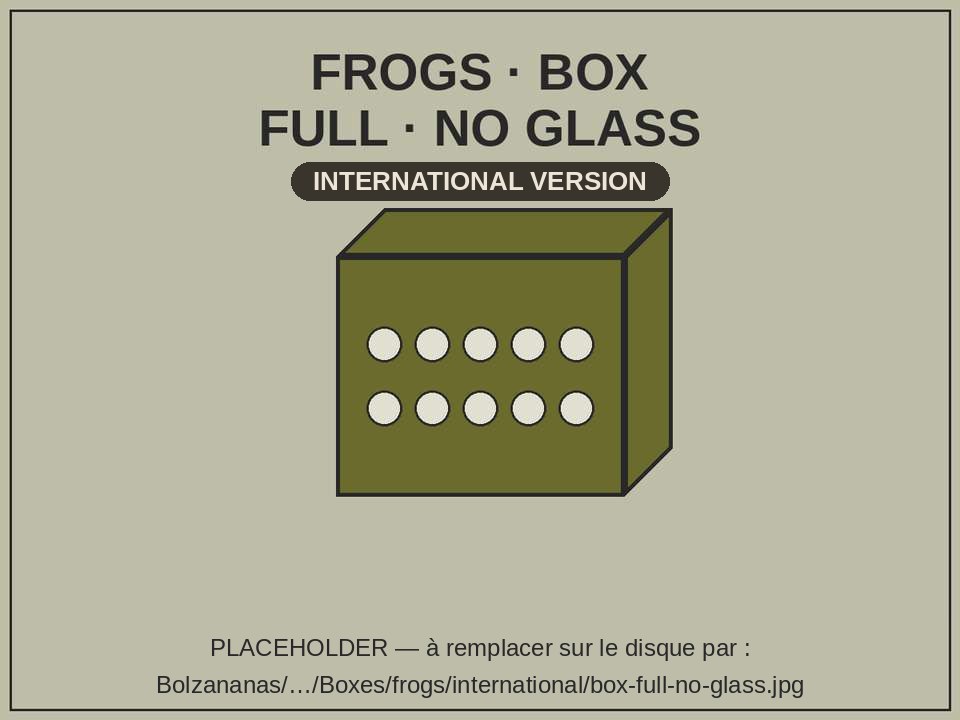 FROGS · BOX
FULL · NO GLASS
INTERNATIONAL VERSION
PLACEHOLDER — à remplacer sur le disque par :
Bolzananas/…/Boxes/frogs/international/box-full-no-glass.jpg